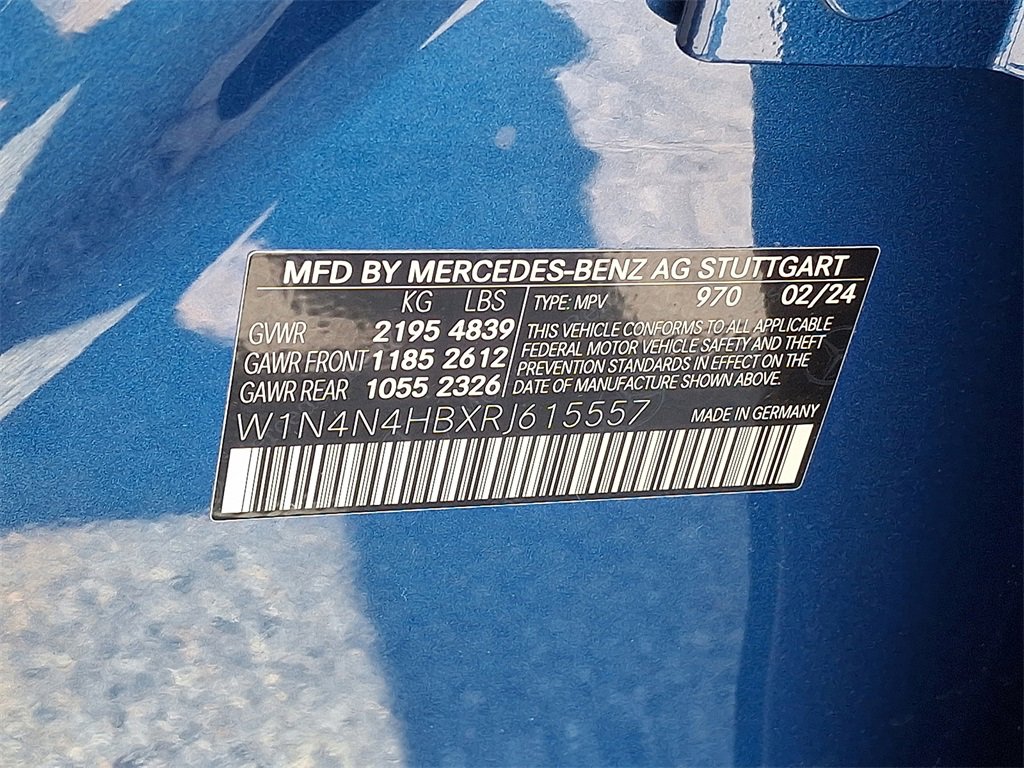 MFD BY MERCEDES-BENZ AG STUTTGART
KG LBS TYPE: MPV 970 02/24
GVWR 2195 4839
GAWR FRONT 1185 2612
GAWR REAR 1055 2326
THIS VEHICLE CONFORMS TO ALL APPLICABLE
FEDERAL MOTOR VEHICLE SAFETY AND THEFT
PREVENTION STANDARDS IN EFFECT ON THE
DATE OF MANUFACTURE SHOWN ABOVE.
W1N4N4HBXRJ615557 MADE IN GERMANY